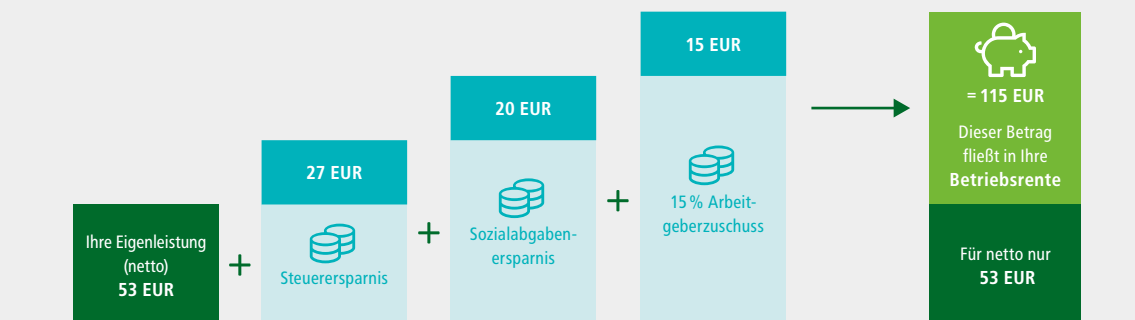 Ihre Eigenleistung
(netto)
53 EUR
+
27 EUR
Steuerersparnis
+
20 EUR
Sozialabgaben-
ersparnis
+
15 EUR
15 % Arbeit-
geberzuschuss
= 115 EUR
Dieser Betrag
fließt in Ihre
Betriebsrente
Für netto nur
53 EUR